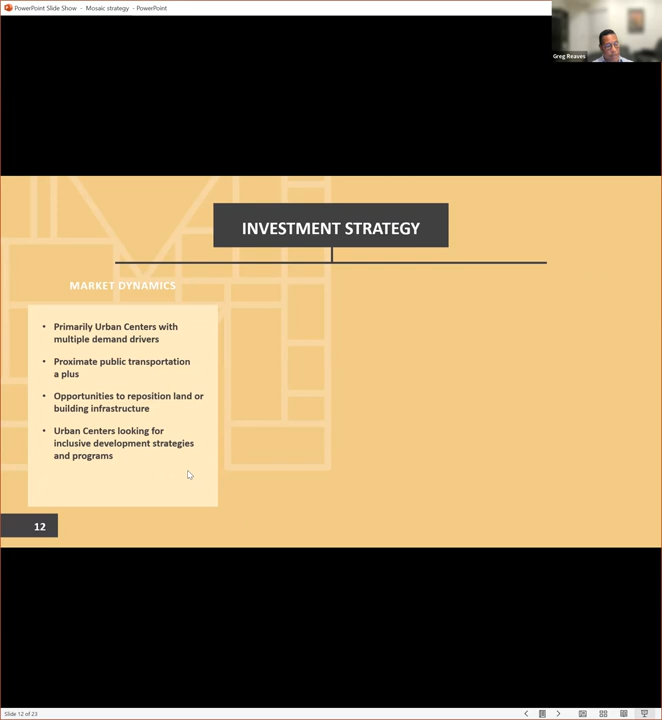 PowerPoint Slide Show - Mosaic strategy - PowerPoint
Greg Reaves
INVESTMENT STRATEGY
MARKET DYNAMICS
• Primarily Urban Centers with
multiple demand drivers
• Proximate public transportation
a plus
• Opportunities to reposition land or
building infrastructure
• Urban Centers looking for
inclusive development strategies
and programs
12
Slide 12 of 23